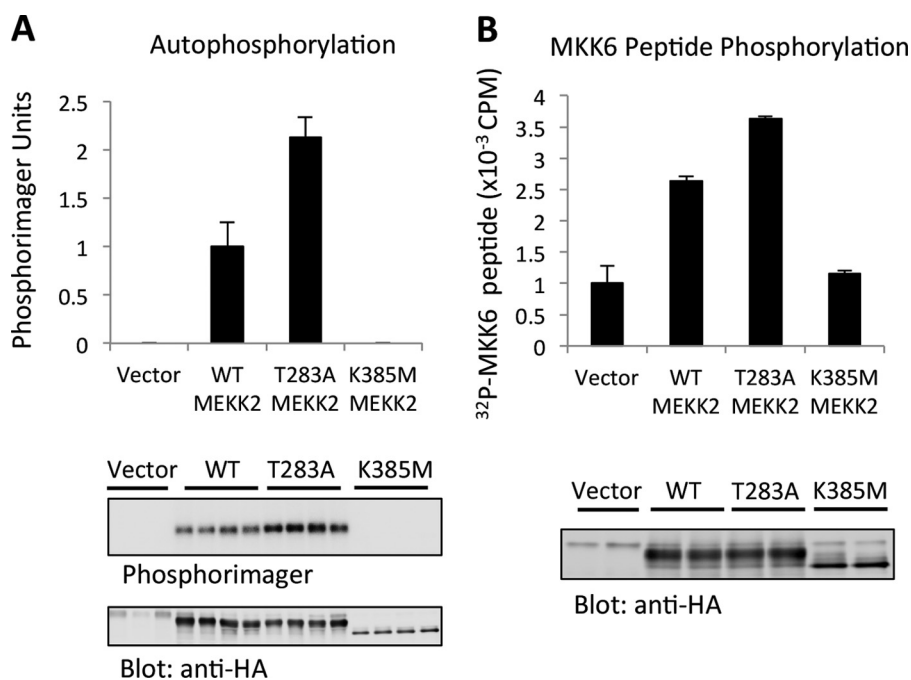 A
Autophosphorylation
Phosphorimager Units
2.5
2
1.5
1
0.5
0
Vector
WT
MEKK2
T283A
MEKK2
K385M
MEKK2
Vector WT T283A K385M
Phosphorimager
Blot: anti-HA
B
MKK6 Peptide Phosphorylation
³²P-MKK6 peptide (x10⁻³ CPM)
4
3.5
3
2.5
2
1.5
1
0.5
0
Vector
WT
MEKK2
T283A
MEKK2
K385M
MEKK2
Vector WT T283A K385M
Blot: anti-HA